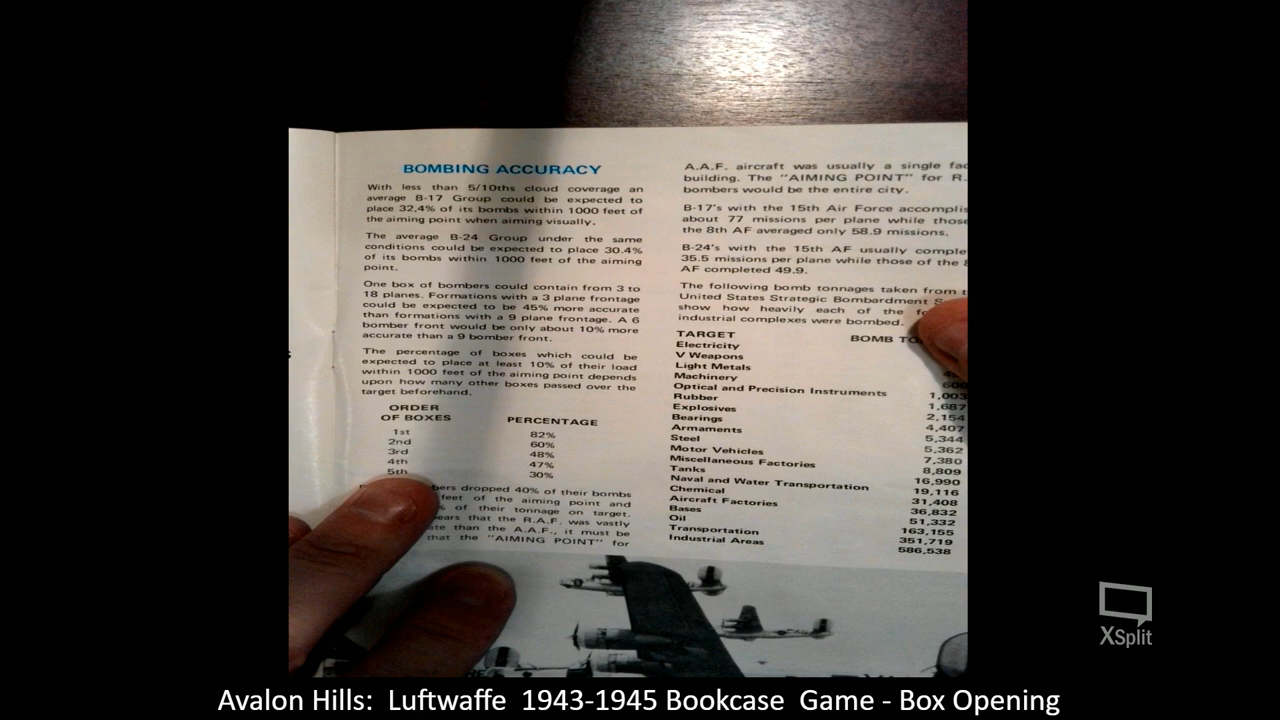 BOMBING ACCURACY
With less than 5/10ths cloud coverage an
average B-17 Group could be expected to
place 32.4% of its bombs within 1000 feet of
the aiming point when aiming visually.
The average B-24 Group under the same
conditions could be expected to place 30.4%
of its bombs within 1000 feet of the aiming
point.
One box of bombers could contain from 3 to
18 planes. Formations with a 3 plane frontage
could be expected to be 45% more accurate
than formations with a 9 plane frontage. A 6
bomber front would be only about 10% more
accurate than a 9 bomber front.
The percentage of boxes which could be
expected to place at least 10% of their load
within 1000 feet of the aiming point depends
upon how many other boxes passed over the
target beforehand.
ORDER
OF BOXES PERCENTAGE
1st 82%
2nd 60%
3rd 48%
4th 47%
5th 30%
dropped 40% of their bombs
feet of the aiming point and
of their tonnage on target.
that the R.A.F. was vastly
than the A.A.F., it must be
that the "AIMING POINT" for
A.A.F. aircraft was usually a single
building. The "AIMING POINT" for R.
bombers would be the entire city.
B-17's with the 15th Air Force
about 77 missions per plane while
the 8th AF averaged only 58.9 missions.
B-24's with the 15th AF usually
35.5 missions per plane while those of the
AF completed 49.9.
The following bomb tonnages taken from
United States Strategic Bombardment
show how heavily each of the
industrial complexes were bombed.
TARGET BOMB
Electricity
V Weapons
Light Metals
Machinery 600
Optical and Precision Instruments 1,003
Rubber 1,687
Explosives 2,154
Bearings 4,407
Armaments 5,344
Steel 5,362
Motor Vehicles 7,380
Miscellaneous Factories 8,809
Tanks 16,990
Naval and Water Transportation 19,116
Chemical 31,408
Aircraft Factories 36,832
Bases 51,332
Oil 163,155
Transportation 351,719
Industrial Areas 586,538
XSplit
Avalon Hills: Luftwaffe 1943-1945 Bookcase Game - Box Opening